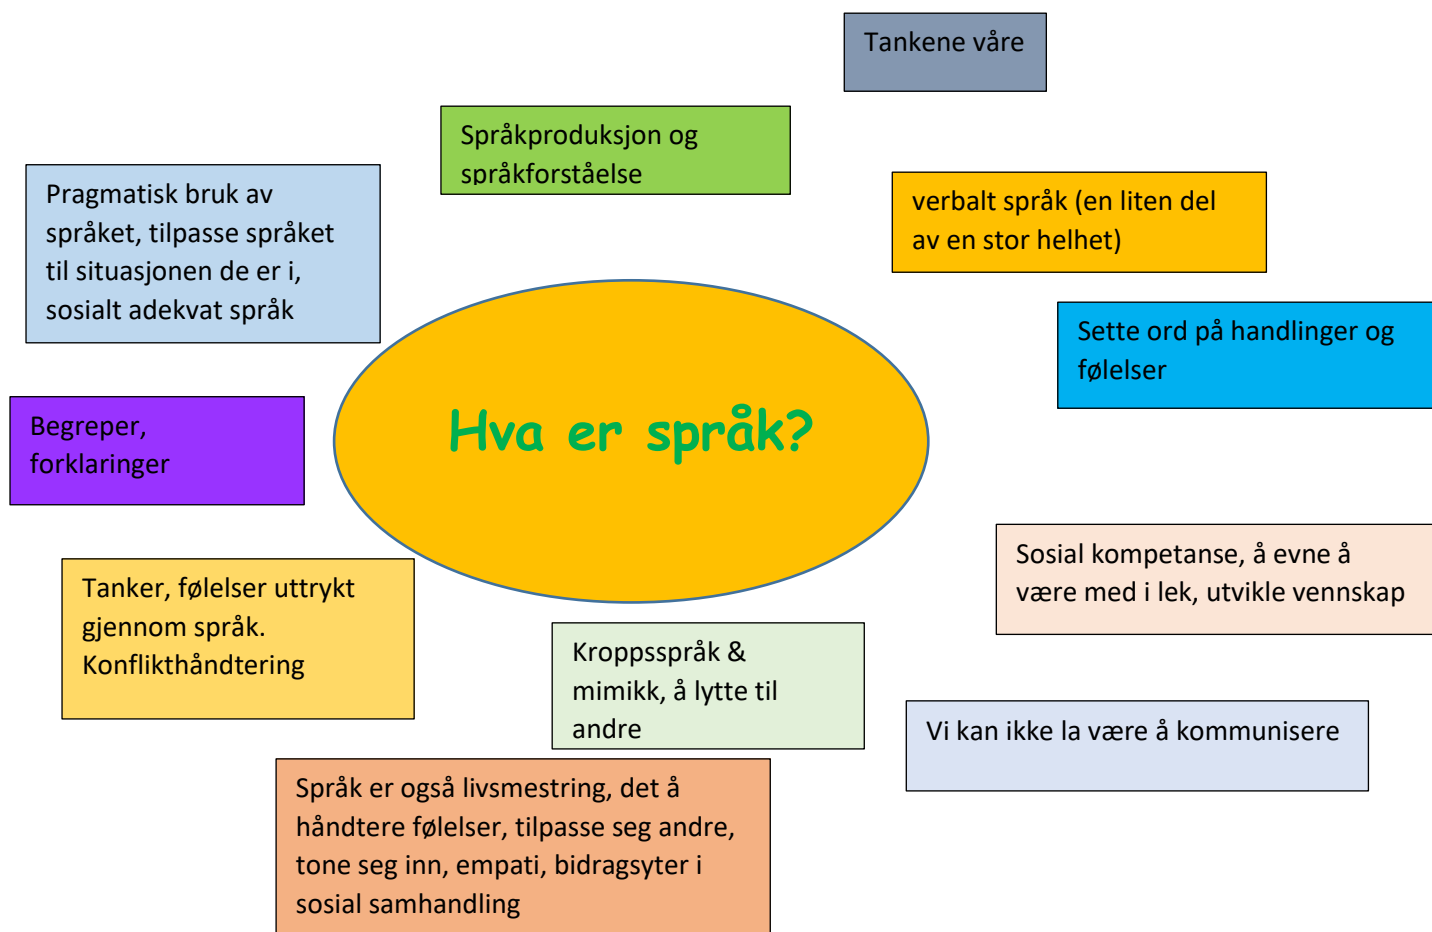 Tankene våre
Språkproduksjon og
språkforståelse
Pragmatisk bruk av
språket, tilpasse språket
til situasjonen de er i,
sosialt adekvat språk
verbalt språk (en liten del
av en stor helhet)
Sette ord på handlinger og
følelser
Hva er språk?
Begreper,
forklaringer
Sosial kompetanse, å evne å
være med i lek, utvikle vennskap
Tanker, følelser uttrykt
gjennom språk.
Konflikthåndtering
Kroppsspråk &
mimikk, å lytte til
andre
Vi kan ikke la være å kommunisere
Språk er også livsmestring, det å
håndtere følelser, tilpasse seg andre,
tone seg inn, empati, bidragsyter i
sosial samhandling